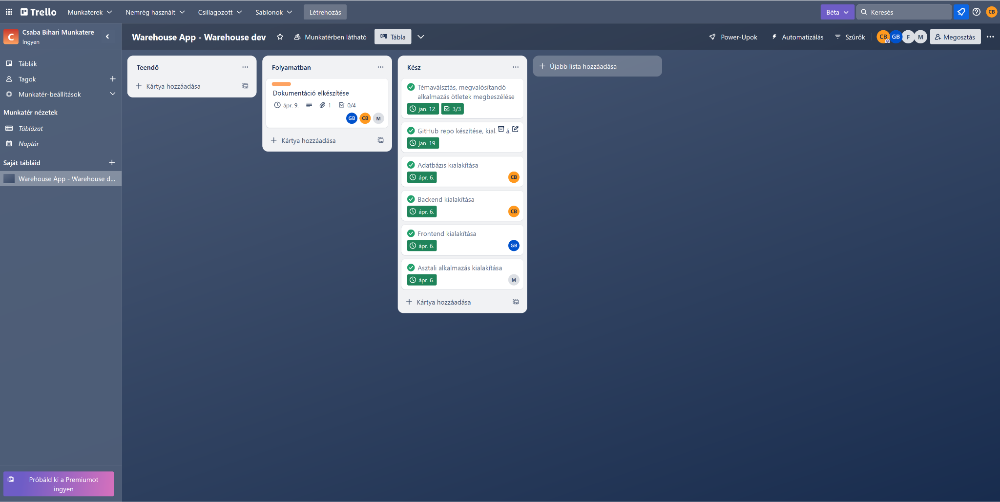 Trello
Munkaterek
Nemrég használt
Csillagozott
Sablonok
Létrehozás
Béta
Keresés
CB
C
Csaba Bihari Munkatere
Ingyen
Warehouse App - Warehouse dev
Munkatérben látható
Tábla
Power-Upok
Automatizálás
Szűrők
CB
GB
F
M
Megosztás
Táblák
Tagok
Munkatér-beállítások
Munkatér nézetek
Táblázat
Naptár
Saját tábláid
Warehouse App - Warehouse d...
Próbáld ki a Premiumot
ingyen
Teendő
Kártya hozzáadása
Folyamatban
Dokumentáció elkészítése
ápr. 9.
1
0/4
GB
CB
M
Kártya hozzáadása
Kész
Témaválsztás, megvalósítandó
alkalmazás ötletek megbeszélése
jan. 12.
3/3
GitHub repo készítése, kial. á.
jan. 19.
Adatbázis kialakítása
ápr. 6.
CB
Backend kialakítása
ápr. 6.
CB
Frontend kialakítása
ápr. 6.
GB
Asztali alkalmazás kialakítása
ápr. 6.
M
Kártya hozzáadása
Újabb lista hozzáadása